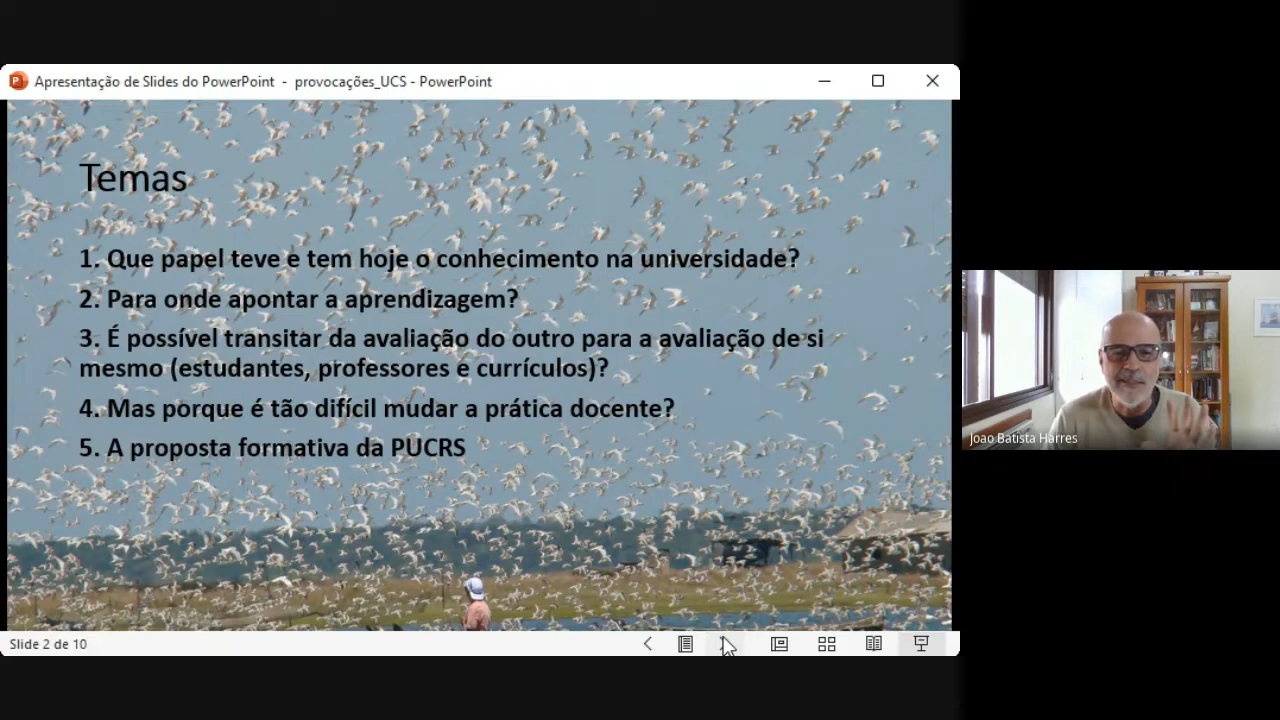 Apresentação de Slides do PowerPoint - provocações_UCS - PowerPoint
Temas
1. Que papel teve e tem hoje o conhecimento na universidade?
2. Para onde apontar a aprendizagem?
3. É possível transitar da avaliação do outro para a avaliação de si
mesmo (estudantes, professores e currículos)?
4. Mas porque é tão difícil mudar a prática docente?
5. A proposta formativa da PUCRS
Joao Batista Harres
Slide 2 de 10